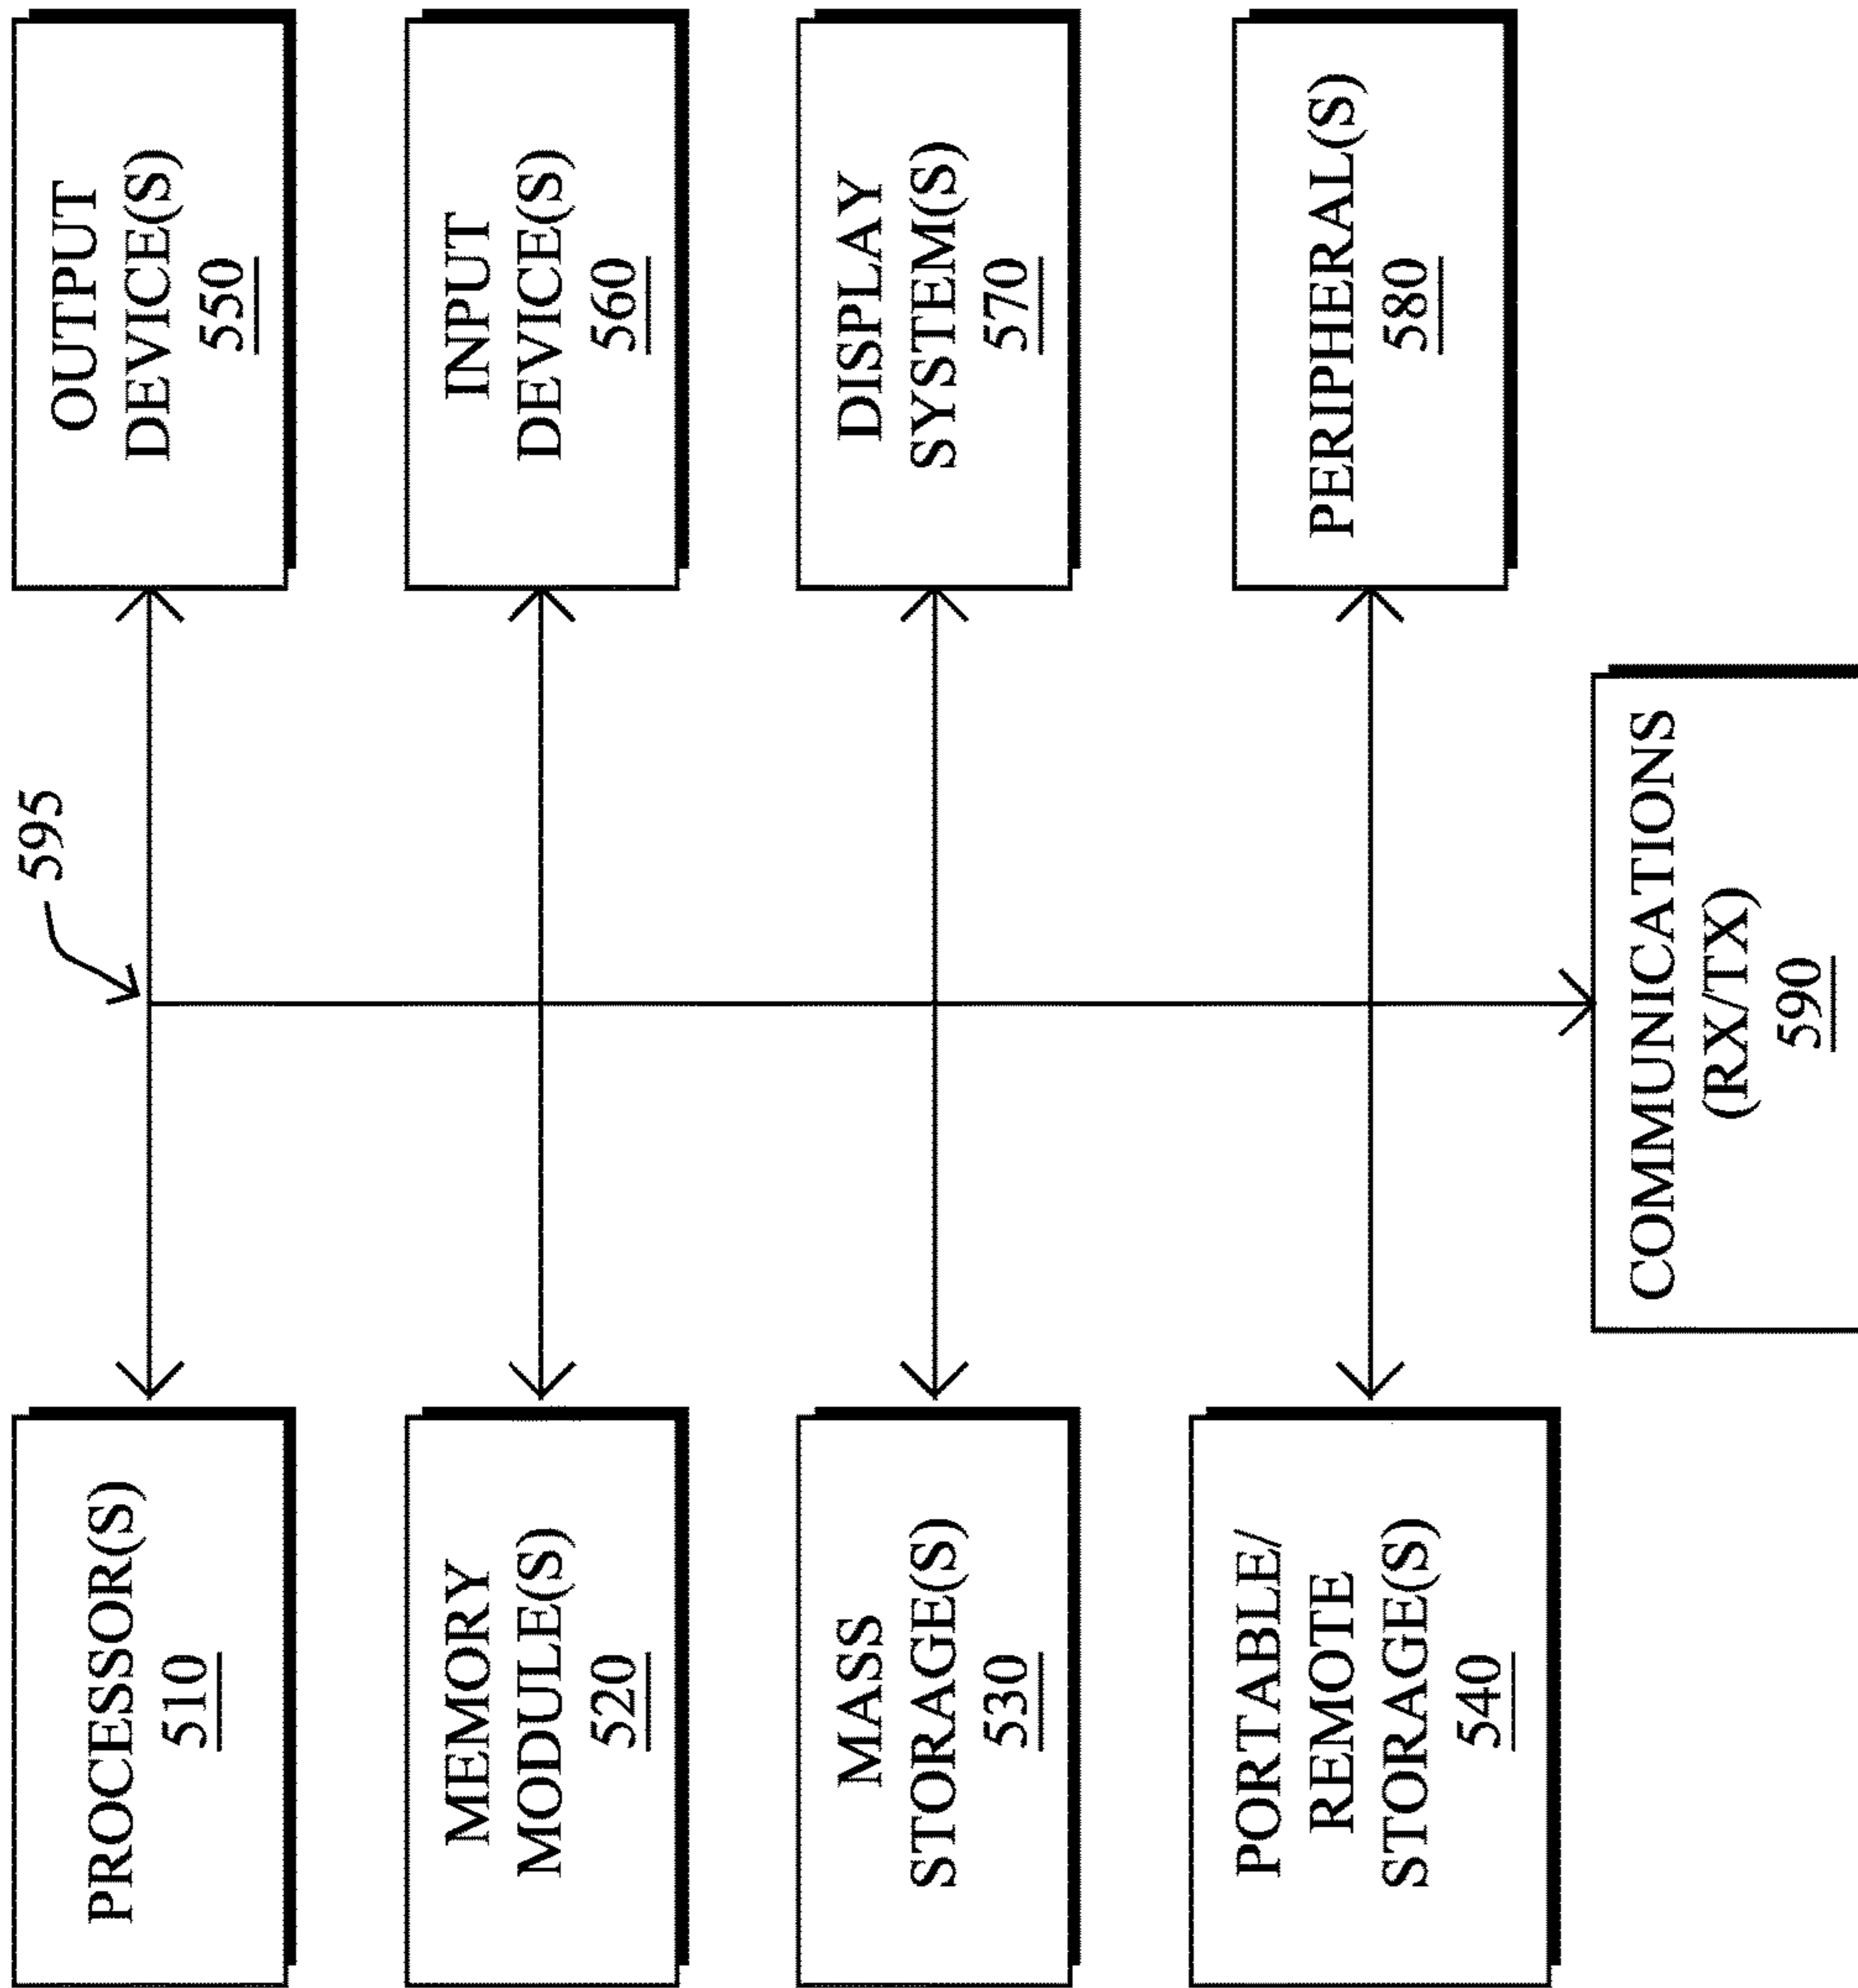 595
PROCESSOR(S)
510
OUTPUT
DEVICE(S)
550
MEMORY
MODULE(S)
520
INPUT
DEVICE(S)
560
MASS
STORAGE(S)
530
DISPLAY
SYSTEM(S)
570
PORTABLE/
REMOTE
STORAGE(S)
540
PERIPHERAL(S)
580
COMMUNICATIONS
(RX/TX)
590